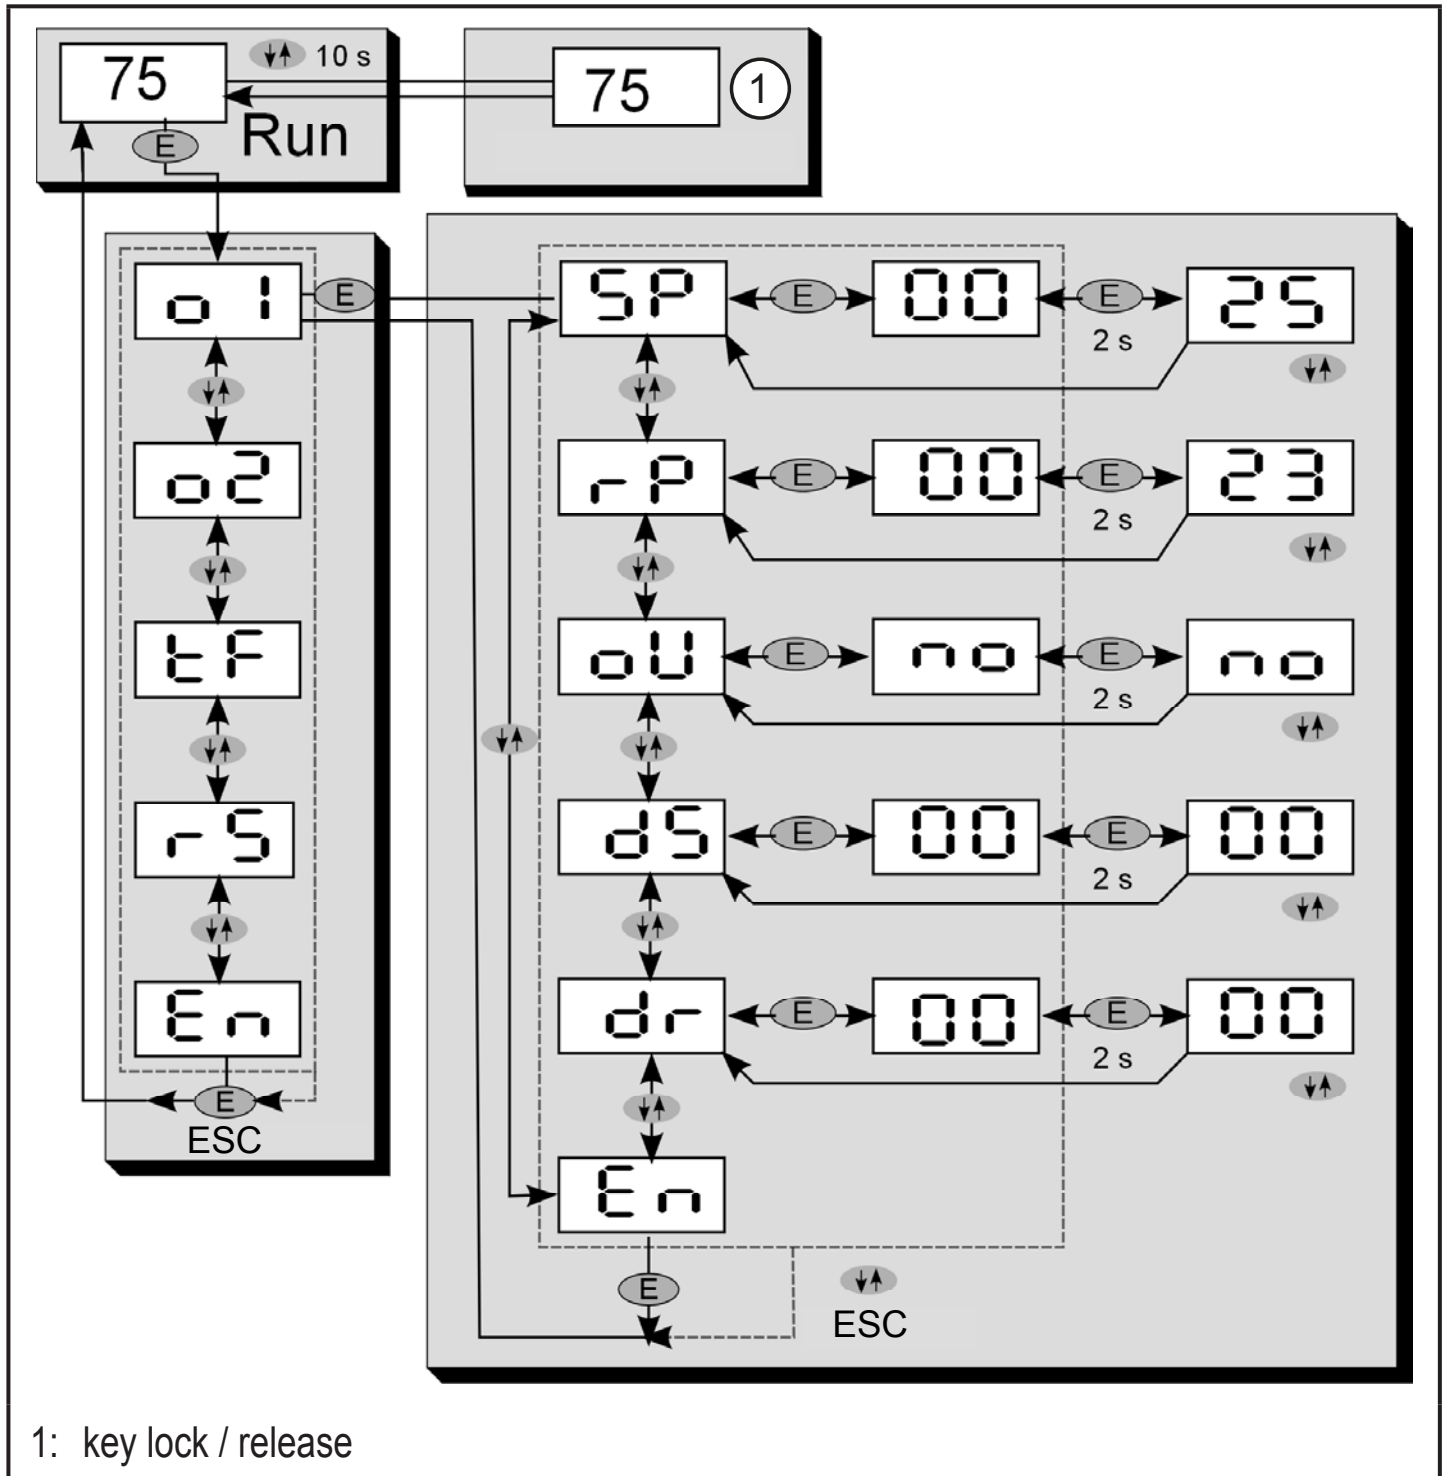 75 10 s 75 1
E Run
o1 E SP E 00 E 25
2 s
o2 rP E 00 E 23
2 s
tF oU E no E no
2 s
rS dS E 00 E 00
2 s
En dr E 00 E 00
2 s
E
ESC
En
E
ESC
1: key lock / release